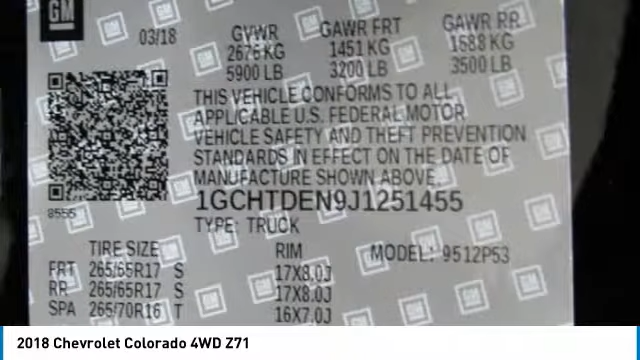 GM
03/18
GVWR GAWR FRT GAWR RR
2676 KG 1451 KG 1588 KG
5900 LB 3200 LB 3500 LB
THIS VEHICLE CONFORMS TO ALL
APPLICABLE U.S. FEDERAL MOTOR
VEHICLE SAFETY AND THEFT PREVENTION
STANDARDS IN EFFECT ON THE DATE OF
MANUFACTURE SHOWN ABOVE.
1GCHTDEN9J1251455
8555
TYPE: TRUCK
TIRE SIZE RIM MODEL: 9512P53
FRT 265/65R17 S 17X8.0J
RR 265/65R17 S 17X8.0J
SPA 265/70R16 T 16X7.0J
2018 Chevrolet Colorado 4WD Z71